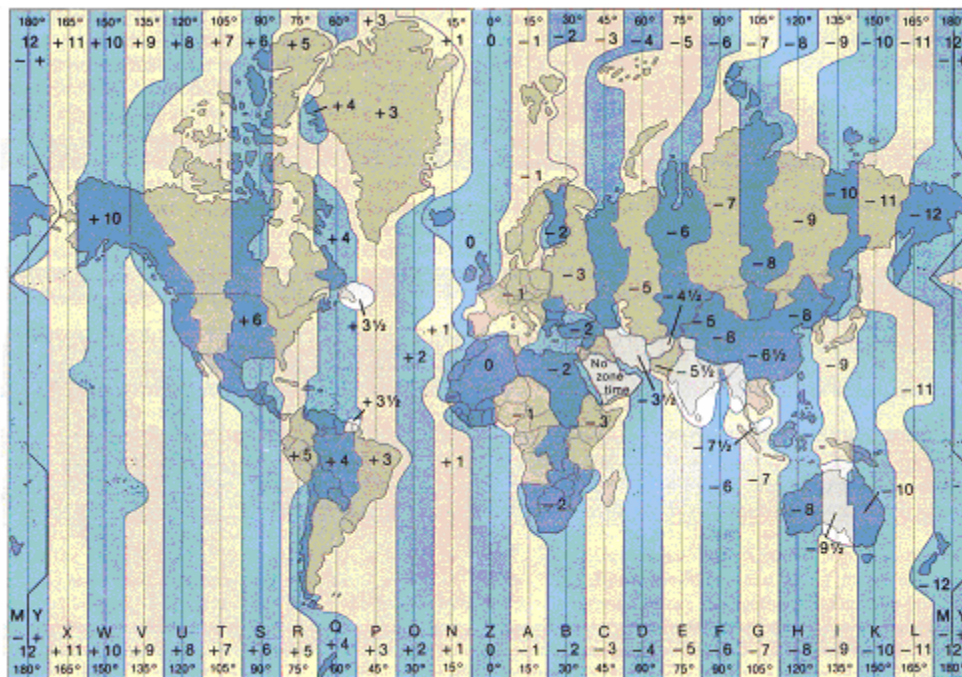 180° 165° 150° 135° 120° 105° 90° 75° 60° +3 15° 0° 15° 30° 45° 60° 75° 90° 105° 120° 135° 150° 165° 180°
12 +11 +10 +9 +8 +7 +6 +5 +1 0 −1 −2 −3 −4 −5 −6 −7 −8 −9 −10 −11 12
− + − +
+4 +3
−1
−10 −11
−7
+10 −9 −12
+4 0 −2 −6
−3 −8
−5 −4½
−1
+6 +3½ +1 −2 −5 −8 −8
+2 0 −2 No zone time −5½ −6½ −9
−3½ −11
+3½ −1 −3
−7½
+5 +4 +3 +1 −6 −7
−2 −8 −10
−9½
−12
M Y M Y
X W V U T S R Q P O N Z A B C D E F G H I K L
− + − +
12 +11 +10 +9 +8 +7 +6 +5 +4 +3 +2 +1 0 −1 −2 −3 −4 −5 −6 −7 −8 −9 −10 −11 12
180° 165° 150° 135° 120° 105° 90° 75° 60° 45° 30° 15° 0° 15° 30° 45° 60° 75° 90° 105° 120° 135° 150° 165° 180°